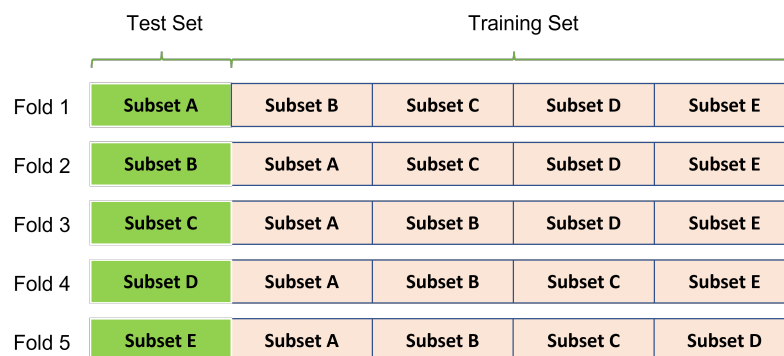 Test Set Training Set
Fold 1 Subset A Subset B Subset C Subset D Subset E
Fold 2 Subset B Subset A Subset C Subset D Subset E
Fold 3 Subset C Subset A Subset B Subset D Subset E
Fold 4 Subset D Subset A Subset B Subset C Subset E
Fold 5 Subset E Subset A Subset B Subset C Subset D